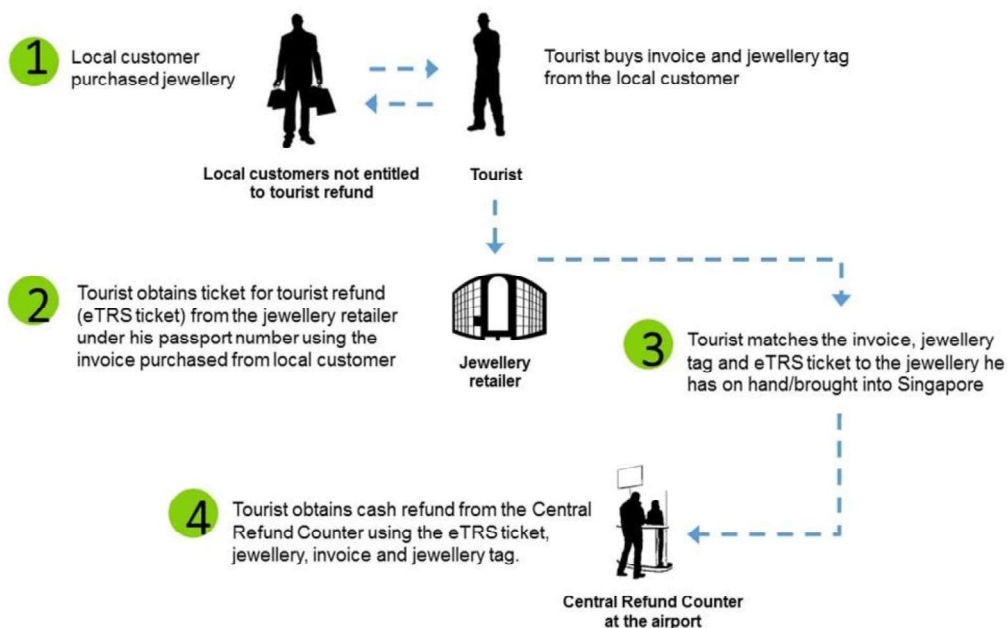 1
Local customer
purchased jewellery
Tourist buys invoice and jewellery tag
from the local customer
Local customers not entitled
to tourist refund
Tourist
2
Tourist obtains ticket for tourist refund
(eTRS ticket) from the jewellery retailer
under his passport number using the
invoice purchased from local customer
Jewellery
retailer
3
Tourist matches the invoice, jewellery
tag and eTRS ticket to the jewellery he
has on hand/brought into Singapore
4
Tourist obtains cash refund from the Central
Refund Counter using the eTRS ticket,
jewellery, invoice and jewellery tag.
Central Refund Counter
at the airport